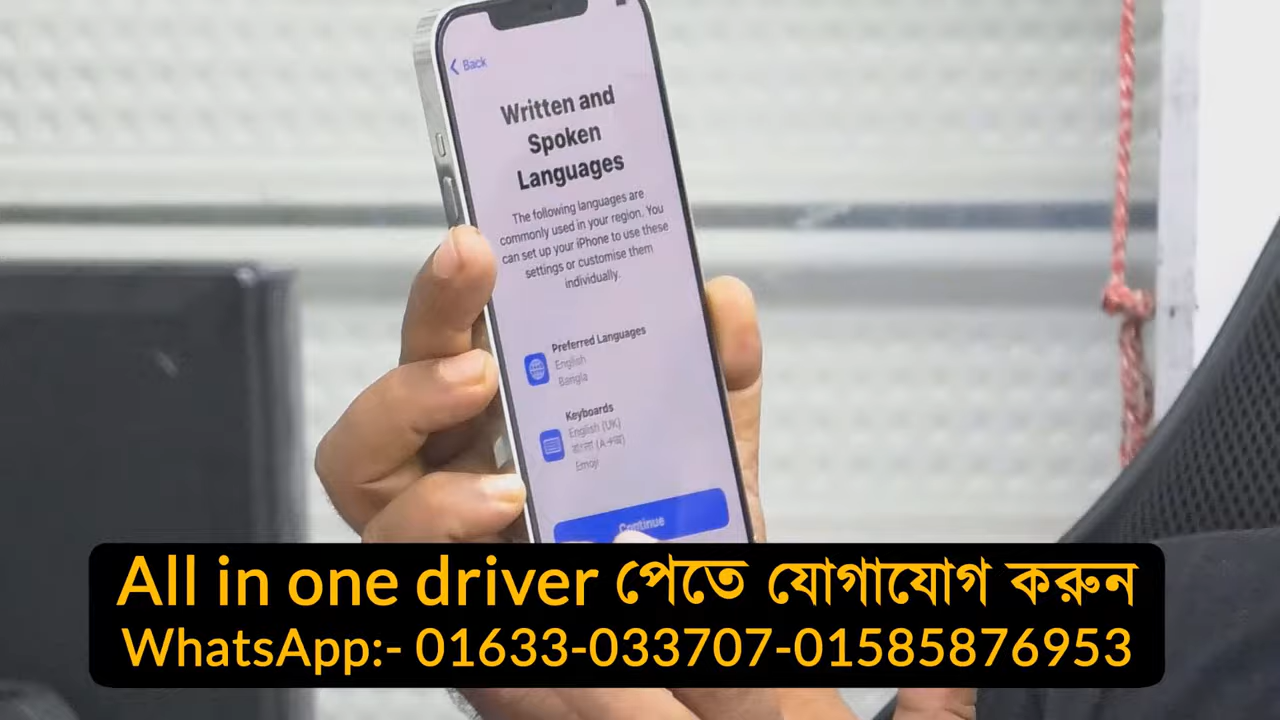 Back
Written and
Spoken
Languages
The following languages are
commonly used in your region. You
can set up your iPhone to use these
settings or customise them
individually.
Preferred Languages
English
Bangla
Keyboards
English (UK)
বাংলা
Emoji
Continue
All in one driver পেতে যোগাযোগ করুন
WhatsApp:- 01633-033707-01585876953